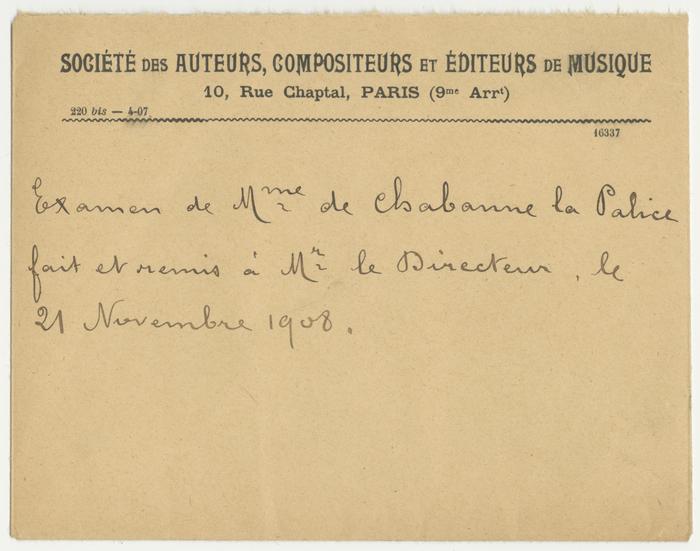 SOCIÉTÉ DES AUTEURS, COMPOSITEURS ET ÉDITEURS DE MUSIQUE
10, Rue Chaptal, PARIS (9me Arrt)
220 bis — 4-07
16337
Examen de Mme de Chabanne la Palice
fait et remis à Mr le Directeur, le
21 Novembre 1908.